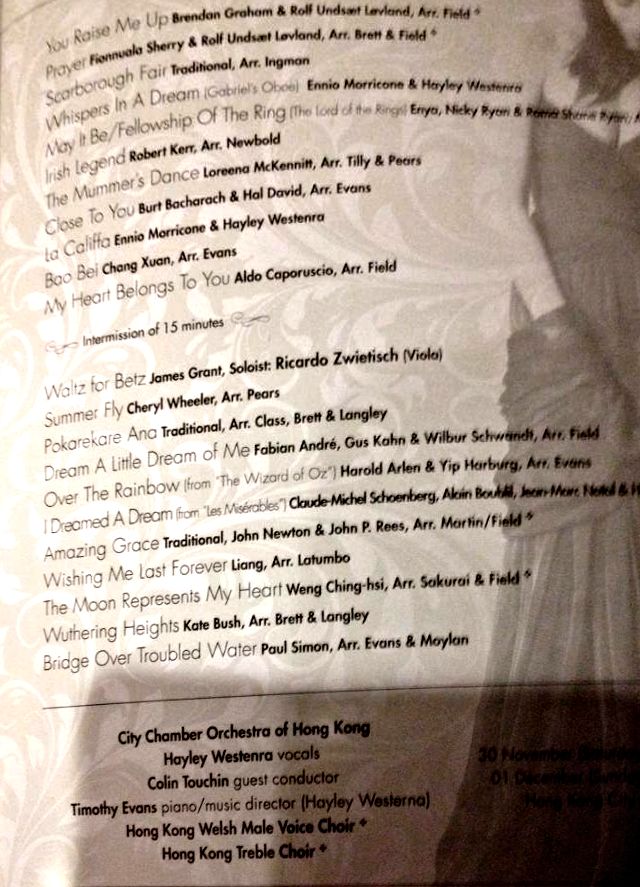 You Raise Me Up Brendan Graham & Rolf Undsæt Løvland, Arr. Field *
Prayer Fionnuala Sherry & Rolf Undsæt Løvland, Arr. Brett & Field *
Scarborough Fair Traditional, Arr. Ingman
Whispers In A Dream (Gabriel's Oboe) Ennio Morricone & Hayley Westenra
May It Be/Fellowship Of The Ring (The Lord of the Rings) Enya, Nicky Ryan & Roma Shane Ryan,
Irish Legend Robert Kerr, Arr. Newbold
The Mummer's Dance Loreena McKennitt, Arr. Tilly & Pears
Close To You Burt Bacharach & Hal David, Arr. Evans
La Califfa Ennio Morricone & Hayley Westenra
Bao Bei Chang Xuan, Arr. Evans
My Heart Belongs To You Aldo Caporuscio, Arr. Field
Intermission of 15 minutes
Waltz for Betz James Grant, Soloist: Ricardo Zwietisch (Viola)
Summer Fly Cheryl Wheeler, Arr. Pears
Pokarekare Ana Traditional, Arr. Class, Brett & Langley
Dream A Little Dream of Me Fabian André, Gus Kahn & Wilbur Schwandt, Arr. Field
Over The Rainbow (from "The Wizard of Oz") Harold Arlen & Yip Harburg, Arr. Evans
I Dreamed A Dream (from "Les Misérables") Claude-Michel Schoenberg, Alain Boublil, Jean-Marc Natel & H
Amazing Grace Traditional, John Newton & John P. Rees, Arr. Martin/Field *
Wishing Me Last Forever Liang, Arr. Latumbo
The Moon Represents My Heart Weng Ching-hsi, Arr. Sakurai & Field *
Wuthering Heights Kate Bush, Arr. Brett & Langley
Bridge Over Troubled Water Paul Simon, Arr. Evans & Moylan
City Chamber Orchestra of Hong Kong
Hayley Westenra vocals
Colin Touchin guest conductor
Timothy Evans piano/music director (Hayley Westerna)
Hong Kong Welsh Male Voice Choir *
Hong Kong Treble Choir *
30 November
01 December
Hong Kong